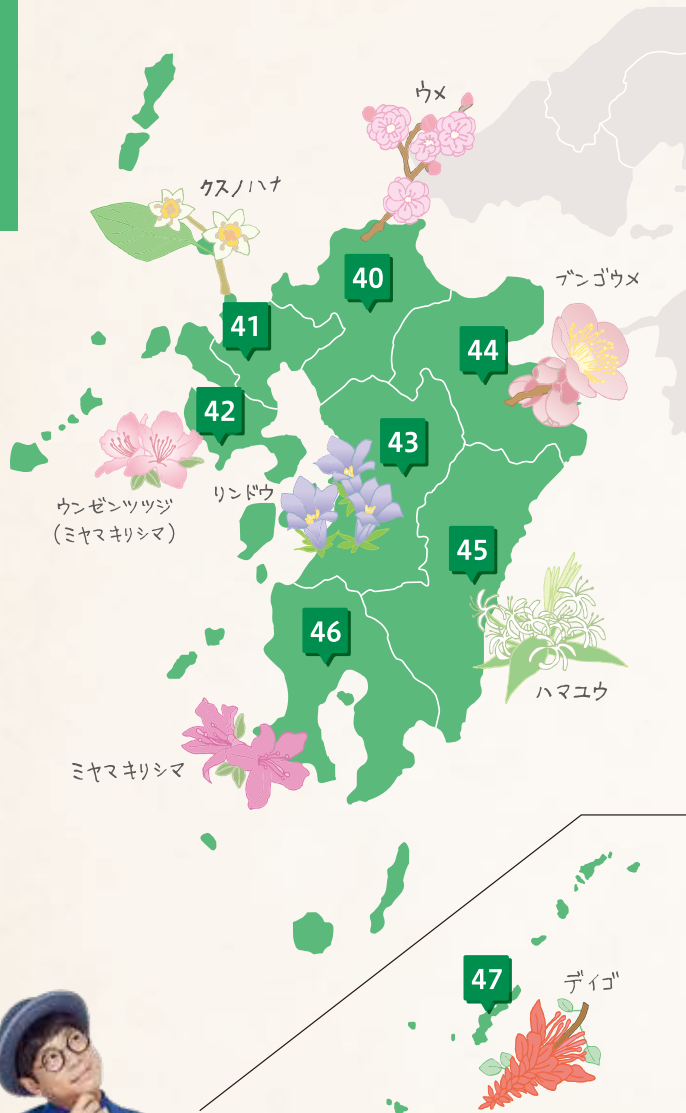 ウメ
クスノハナ
40
ブンゴウメ
41
44
42
43
ウンゼンツツジ
(ミヤマキリシマ)
リンドウ
45
46
ハマユウ
ミヤマキリシマ
47
デイゴ